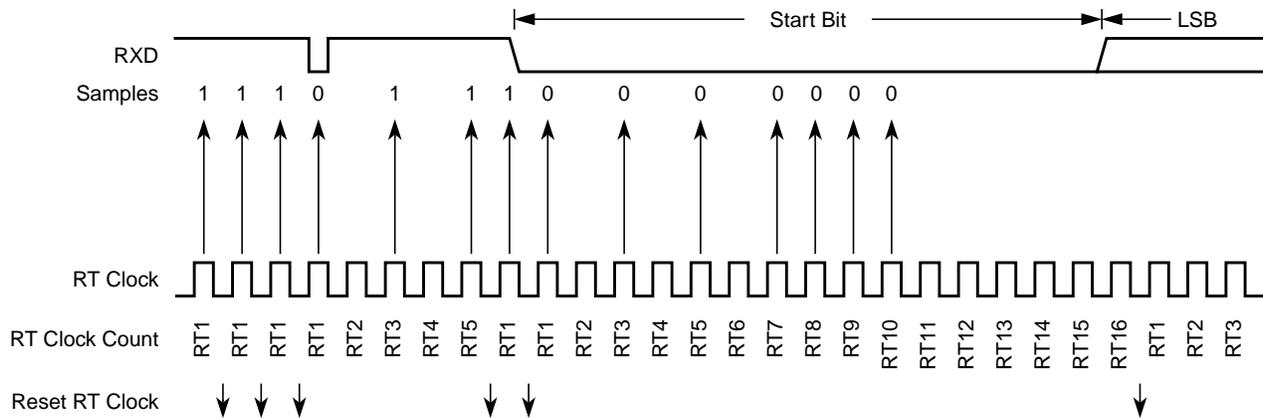 Start Bit LSB
RXD
Samples 1 1 1 0 1 1 1 0 0 0 0 0 0 0
RT Clock
RT Clock Count RT1 RT1 RT1 RT1 RT2 RT3 RT4 RT5 RT1 RT1 RT2 RT3 RT4 RT5 RT6 RT7 RT8 RT9 RT10 RT11 RT12 RT13 RT14 RT15 RT16 RT1 RT2 RT3
Reset RT Clock